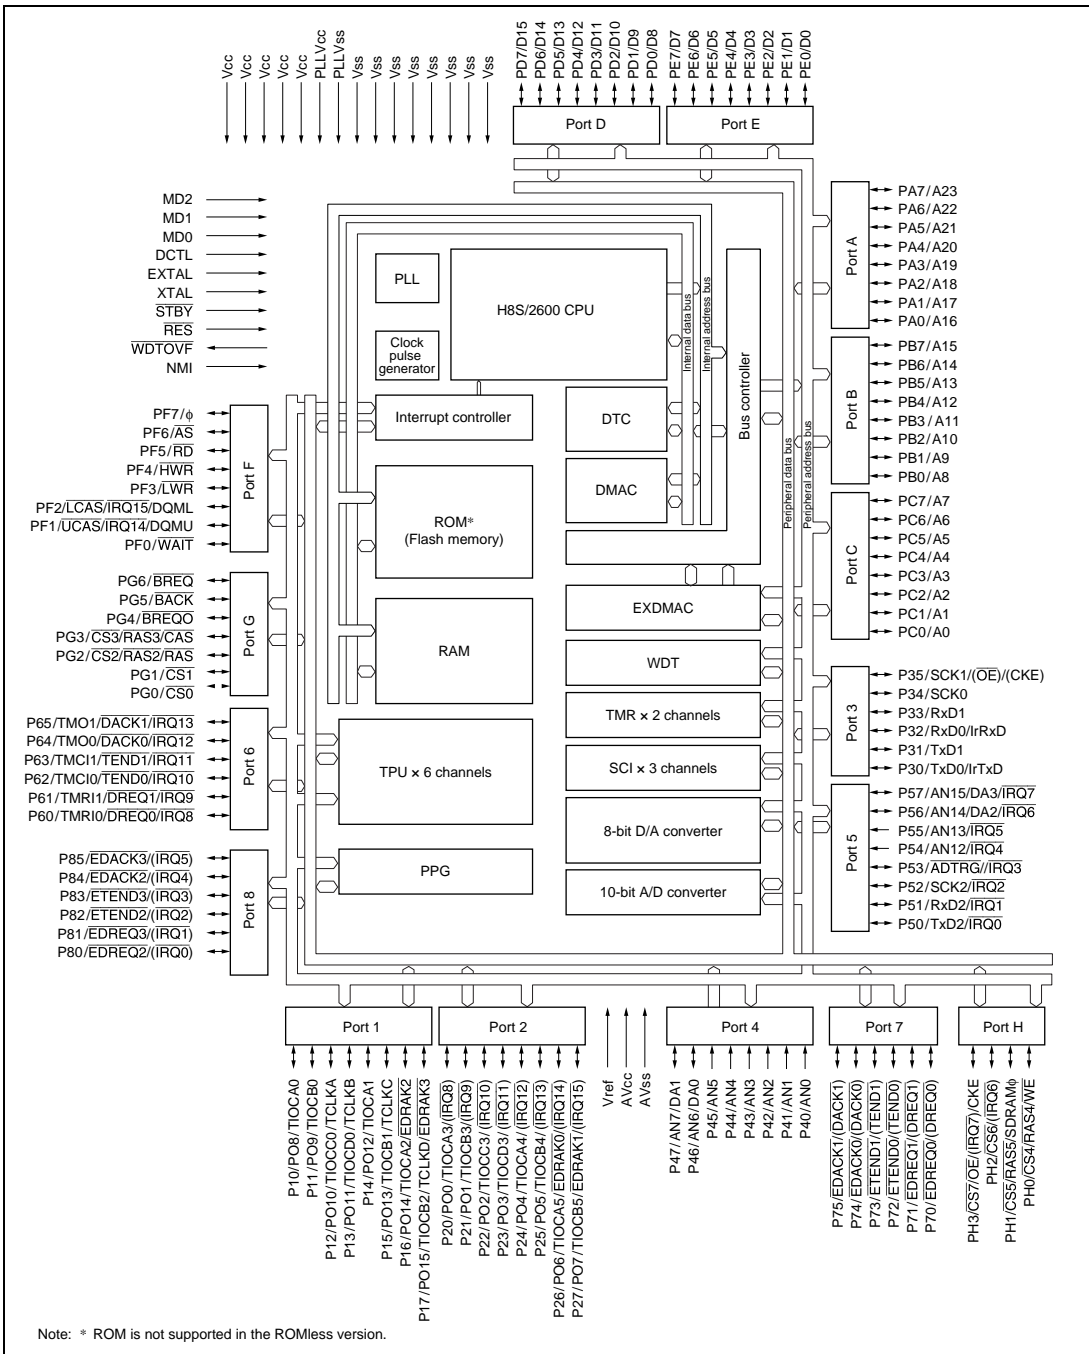 Vcc
Vcc
Vcc
Vcc
Vcc
PLLVcc
PLLVss
Vss
Vss
Vss
Vss
Vss
Vss
Vss
Vss
PD7/D15
PD6/D14
PD5/D13
PD4/D12
PD3/D11
PD2/D10
PD1/D9
PD0/D8
PE7/D7
PE6/D6
PE5/D5
PE4/D4
PE3/D3
PE2/D2
PE1/D1
PE0/D0
Port D
Port E
MD2
MD1
MD0
DCTL
EXTAL
XTAL
STBY
RES
WDTOVF
NMI
PF7/φ
PF6/AS
PF5/RD
PF4/HWR
PF3/LWR
PF2/LCAS/IRQ15/DQML
PF1/UCAS/IRQ14/DQMU
PF0/WAIT
Port F
PG6/BREQ
PG5/BACK
PG4/BREQO
PG3/CS3/RAS3/CAS
PG2/CS2/RAS2/RAS
PG1/CS1
PG0/CS0
Port G
P65/TMO1/DACK1/IRQ13
P64/TMO0/DACK0/IRQ12
P63/TMCI1/TEND1/IRQ11
P62/TMCI0/TEND0/IRQ10
P61/TMRI1/DREQ1/IRQ9
P60/TMRI0/DREQ0/IRQ8
Port 6
P85/EDACK3/(IRQ5)
P84/EDACK2/(IRQ4)
P83/ETEND3/(IRQ3)
P82/ETEND2/(IRQ2)
P81/EDREQ3/(IRQ1)
P80/EDREQ2/(IRQ0)
Port 8
PLL
Clock
pulse
generator
H8S/2600 CPU
Interrupt controller
ROM*
(Flash memory)
RAM
TPU × 6 channels
PPG
DTC
DMAC
Internal data bus
Internal address bus
Bus controller
Peripheral data bus
Peripheral address bus
EXDMAC
WDT
TMR × 2 channels
SCI × 3 channels
8-bit D/A converter
10-bit A/D converter
Port A
PA7/A23
PA6/A22
PA5/A21
PA4/A20
PA3/A19
PA2/A18
PA1/A17
PA0/A16
Port B
PB7/A15
PB6/A14
PB5/A13
PB4/A12
PB3/A11
PB2/A10
PB1/A9
PB0/A8
Port C
PC7/A7
PC6/A6
PC5/A5
PC4/A4
PC3/A3
PC2/A2
PC1/A1
PC0/A0
Port 3
P35/SCK1/(OE)/(CKE)
P34/SCK0
P33/RxD1
P32/RxD0/IrRxD
P31/TxD1
P30/TxD0/IrTxD
Port 5
P57/AN15/DA3/IRQ7
P56/AN14/DA2/IRQ6
P55/AN13/IRQ5
P54/AN12/IRQ4
P53/ADTRG//IRQ3
P52/SCK2/IRQ2
P51/RxD2/IRQ1
P50/TxD2/IRQ0
Port 1
Port 2
Port 4
Port 7
Port H
P10/PO8/TIOCA0
P11/PO9/TIOCB0
P12/PO10/TIOCC0/TCLKA
P13/PO11/TIOCD0/TCLKB
P14/PO12/TIOCA1
P15/PO13/TIOCB1/TCLKC
P16/PO14/TIOCA2/EDRAK2
P17/PO15/TIOCB2/TCLKD/EDRAK3
P20/PO0/TIOCA3/(IRQ8)
P21/PO1/TIOCB3/(IRQ9)
P22/PO2/TIOCC3/(IRQ10)
P23/PO3/TIOCD3/(IRQ11)
P24/PO4/TIOCA4/(IRQ12)
P25/PO5/TIOCB4/(IRQ13)
P26/PO6/TIOCA5/EDRAK0/(IRQ14)
P27/PO7/TIOCB5/EDRAK1/(IRQ15)
Vref
AVcc
AVss
P47/AN7/DA1
P46/AN6/DA0
P45/AN5
P44/AN4
P43/AN3
P42/AN2
P41/AN1
P40/AN0
P75/EDACK1/(DACK1)
P74/EDACK0/(DACK0)
P73/ETEND1/(TEND1)
P72/ETEND0/(TEND0)
P71/EDREQ1/(DREQ1)
P70/EDREQ0/(DREQ0)
PH3/CS7/OE/(IRQ7)/CKE
PH2/CS6/(IRQ6)
PH1/CS5/RAS5/SDRAMφ
PH0/CS4/RAS4/WE
Note: * ROM is not supported in the ROMless version.